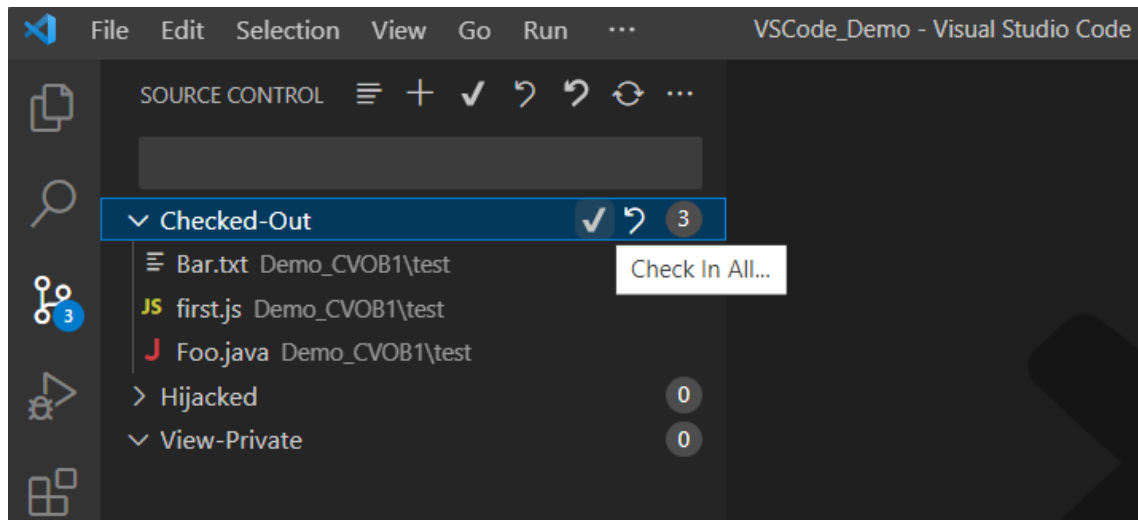 File Edit Selection View Go Run ··· VSCode_Demo - Visual Studio Code
SOURCE CONTROL ···
Checked-Out 3
Bar.txt Demo_CVOB1\test
Check In All...
JS first.js Demo_CVOB1\test
3
J Foo.java Demo_CVOB1\test
Hijacked 0
View-Private 0